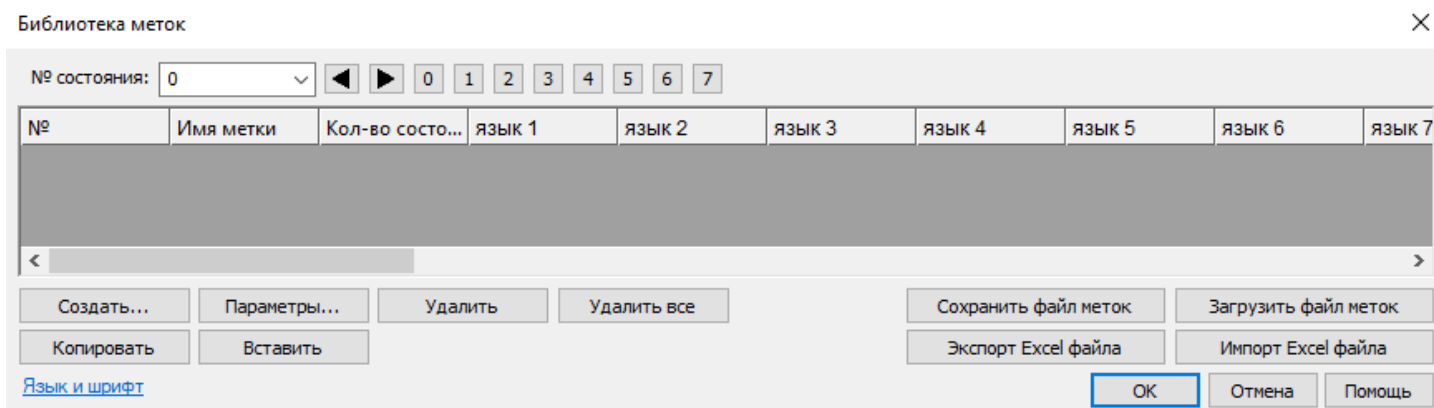 Библиотека меток
№ состояния: 0 0 1 2 3 4 5 6 7
№ Имя метки Кол-во состо... язык 1 язык 2 язык 3 язык 4 язык 5 язык 6 язык 7
Создать... Параметры... Удалить Удалить все Сохранить файл меток Загрузить файл меток
Копировать Вставить Экспорт Excel файла Импорт Excel файла
Язык и шрифт
OK Отмена Помощь